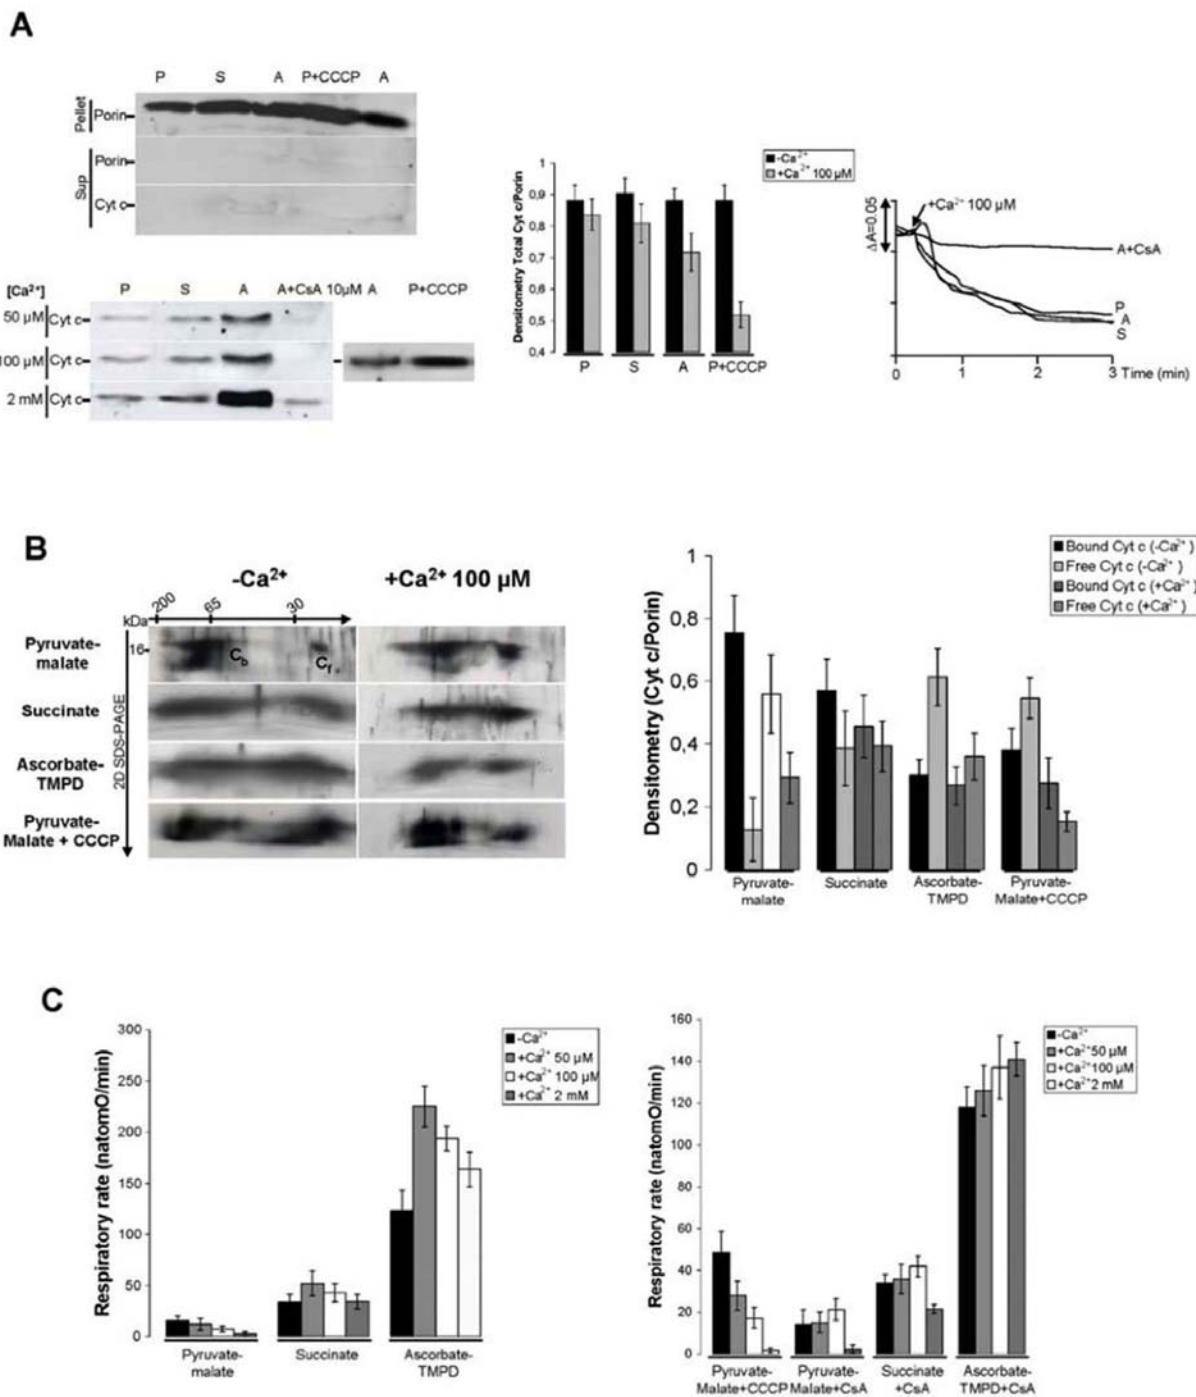 A
P S A P+CCCP A
Pellet
Porin
Sup
Porin
Cyt c
[Ca²⁺] P S A A+CsA 10µM A P+CCCP
50 µM Cyt c
100 µM Cyt c
2 mM Cyt c
-Ca²⁺
+Ca²⁺ 100 µM
Densitometry Total Cyt c/Porin
1
0,9
0,8
0,7
0,6
0,5
0,4
P S A P+CCCP
ΔA=0.05
+Ca²⁺ 100 µM
A+CsA
P
A
S
0 1 2 3 Time (min)
B
-Ca²⁺ +Ca²⁺ 100 µM
kDa 200 65 30
16
2D SDS-PAGE
Pyruvate-
malate
Cb Cf
Succinate
Ascorbate-
TMPD
Pyruvate-
Malate + CCCP
Bound Cyt c (-Ca²⁺)
Free Cyt c (-Ca²⁺)
Bound Cyt c (+Ca²⁺)
Free Cyt c (+Ca²⁺)
Densitometry (Cyt c/Porin)
1
0,8
0,6
0,4
0,2
0
Pyruvate-
malate
Succinate
Ascorbate-
TMPD
Pyruvate-
Malate+CCCP
C
Respiratory rate (natomO/min)
300
250
200
150
100
50
0
-Ca²⁺
+Ca²⁺ 50 µM
+Ca²⁺ 100 µM
+Ca²⁺ 2 mM
Pyruvate-
malate
Succinate
Ascorbate-
TMPD
Respiratory rate (natomO/min)
160
140
120
100
80
60
40
20
0
-Ca²⁺
+Ca²⁺ 50 µM
+Ca²⁺ 100 µM
+Ca²⁺ 2 mM
Pyruvate-
Malate+CCCP
Pyruvate-
Malate+CsA
Succinate
+CsA
Ascorbate-
TMPD+CsA